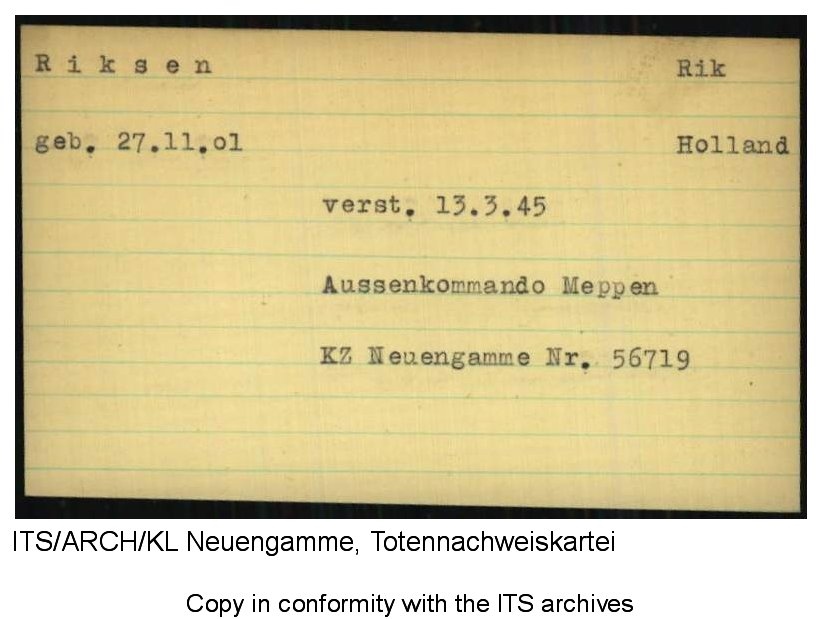 R i k s e n Rik
geb. 27.11.o1 Holland
verst. 13.3.45
Aussenkommando Meppen
KZ Neuengamme Nr. 56719
ITS/ARCH/KL Neuengamme, Totennachweiskartei
Copy in conformity with the ITS archives